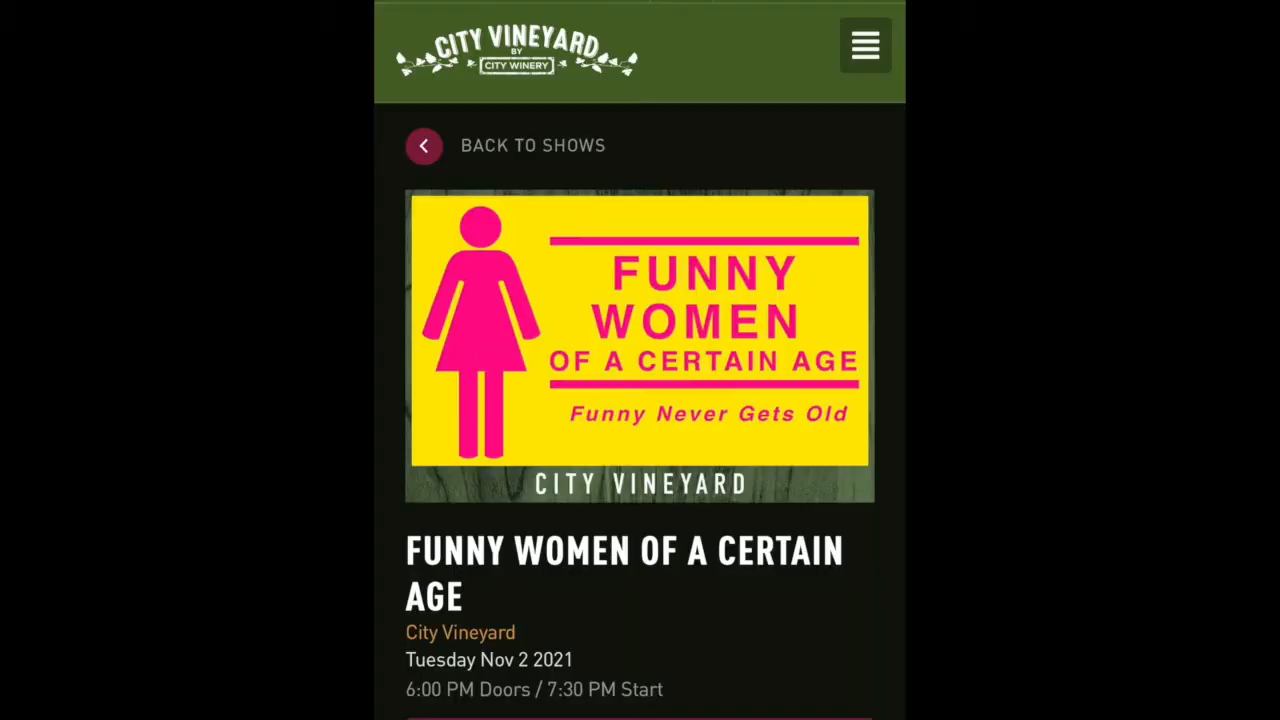 CITY VINEYARD
BY
CITY WINERY
BACK TO SHOWS
FUNNY
WOMEN
OF A CERTAIN AGE
Funny Never Gets Old
CITY VINEYARD
FUNNY WOMEN OF A CERTAIN
AGE
City Vineyard
Tuesday Nov 2 2021
6:00 PM Doors / 7:30 PM Start